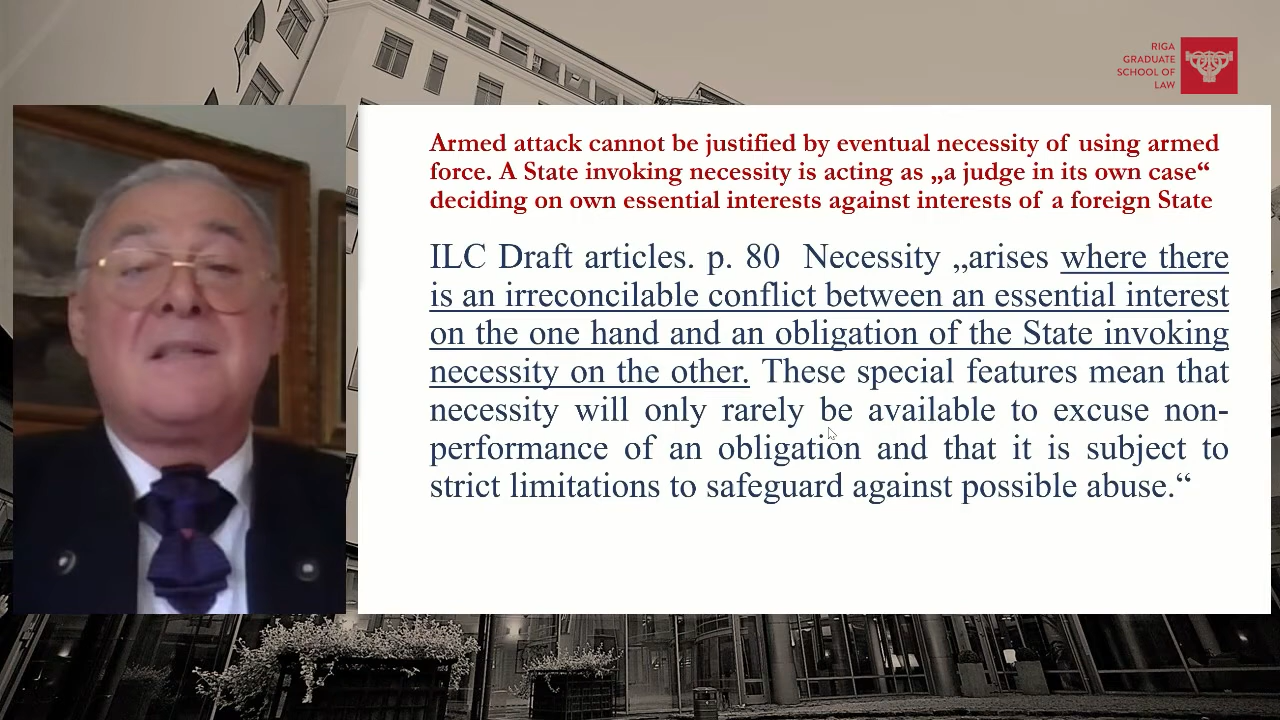 RIGA
GRADUATE
SCHOOL OF
LAW
Armed attack cannot be justified by eventual necessity of using armed
force. A State invoking necessity is acting as „a judge in its own case“
deciding on own essential interests against interests of a foreign State
ILC Draft articles. p. 80 Necessity „arises where there
is an irreconcilable conflict between an essential interest
on the one hand and an obligation of the State invoking
necessity on the other. These special features mean that
necessity will only rarely be available to excuse non-
performance of an obligation and that it is subject to
strict limitations to safeguard against possible abuse.“